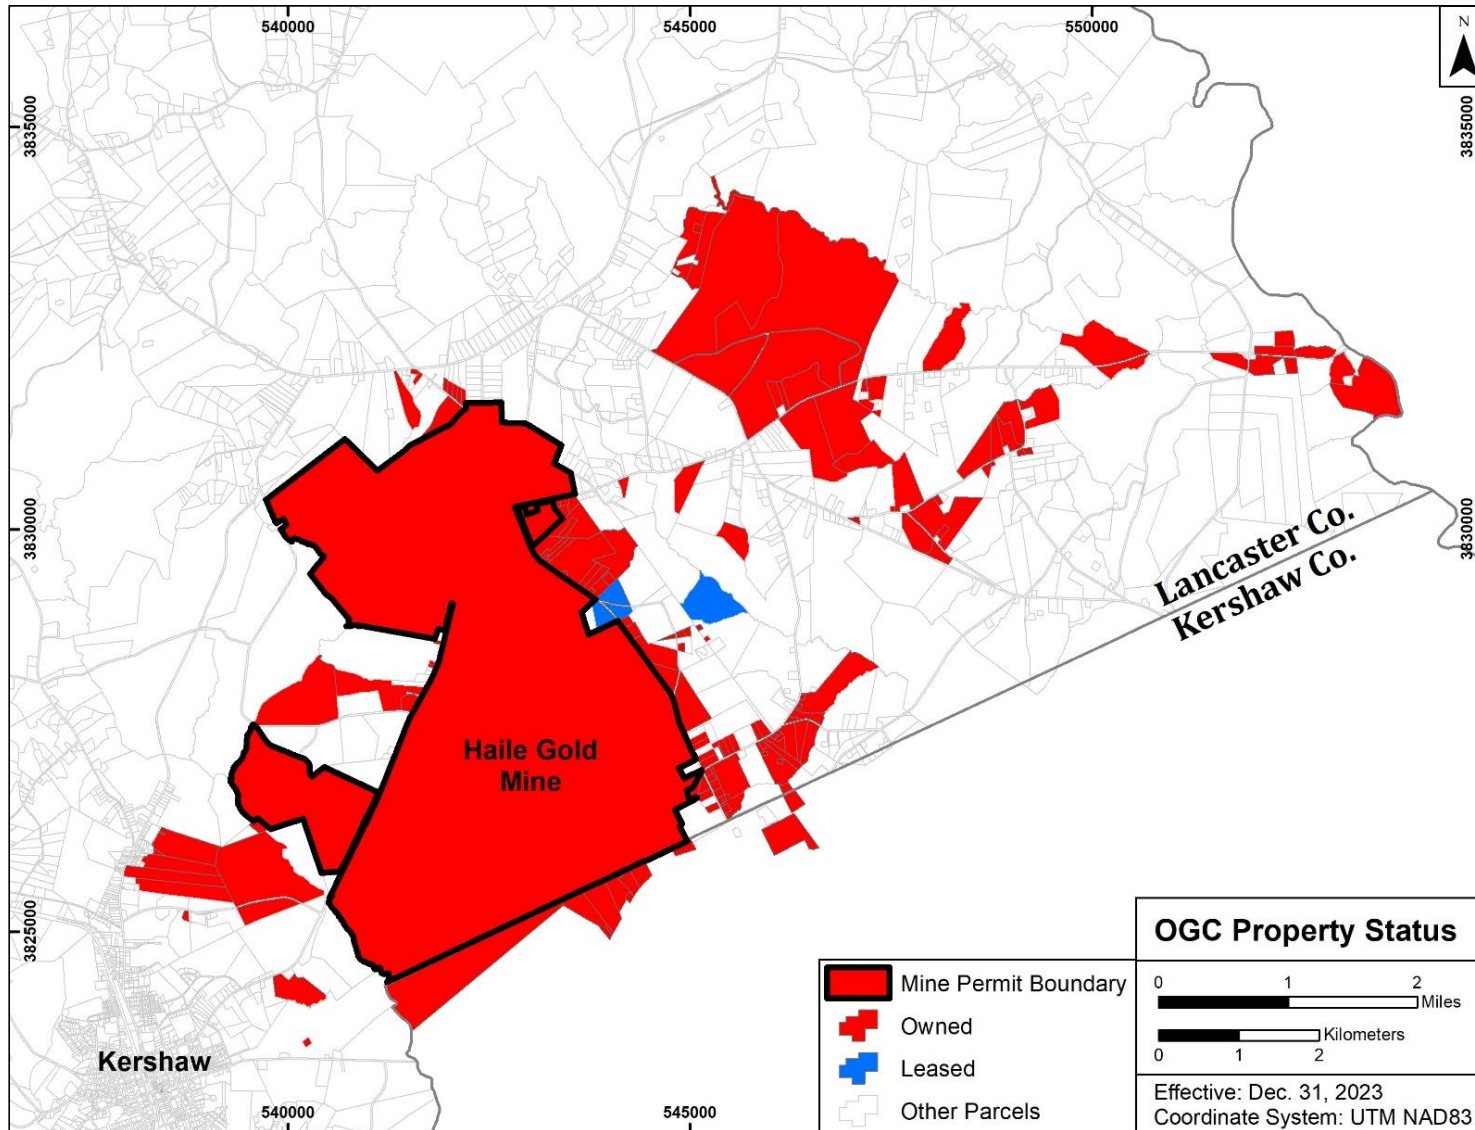 540000
545000
550000
N
3835000
3835000
3830000
3830000
Lancaster Co.
Kershaw Co.
Haile Gold
Mine
3825000
Kershaw
540000
545000
Mine Permit Boundary
Owned
Leased
Other Parcels
OGC Property Status
0 1 2
Miles
Kilometers
0 1 2
Effective: Dec. 31, 2023
Coordinate System: UTM NAD83